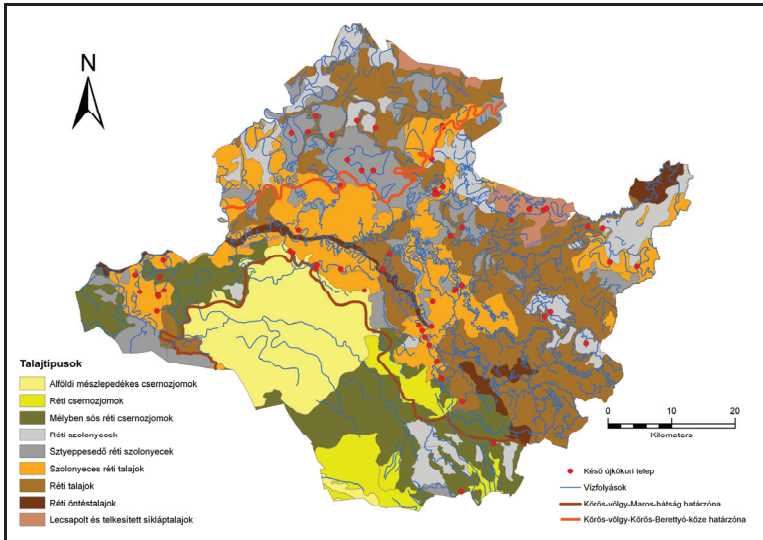 N
Talajtípusok
Alföldi mészlepedékes csernozjomok
Réti csernozjomok
Mélyben sós réti csernozjomok
Réti szolonyecek
Sztyeppesedő réti szolonyecek
Szolonyeces réti talajok
Réti talajok
Réti öntéstalajok
Lecsapolt és telkesített síkláptalajok
0 5 10 20
Kilometers
Késő újkőkori telep
Vízfolyások
Körös-völgy-Maros-hátság határzóna
Körös-völgy-Körös-Berettyó-köze határzóna